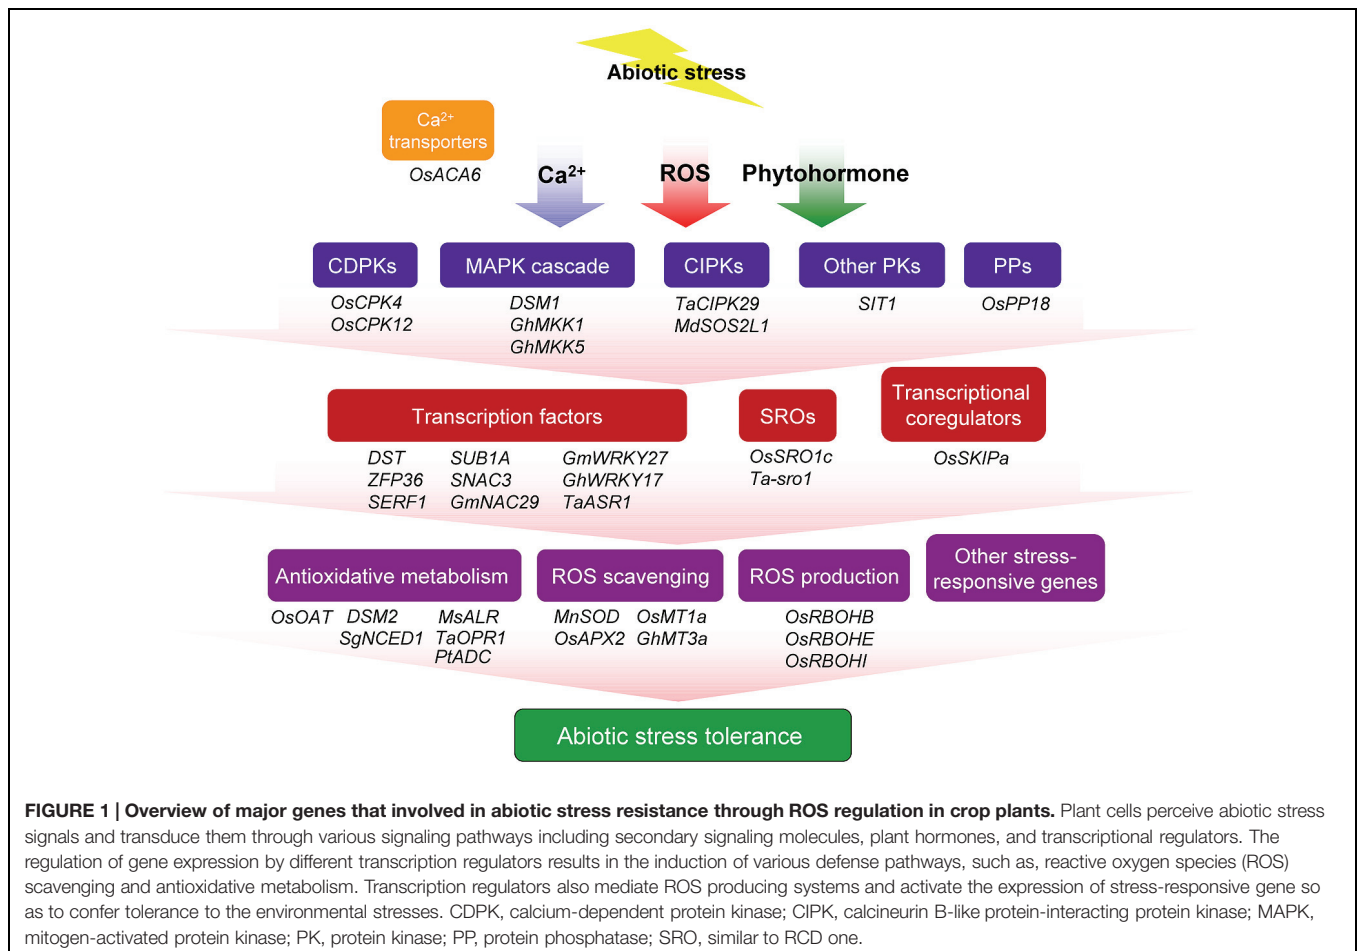 Abiotic stress
Ca²⁺
transporters
OsACA6
Ca²⁺
ROS
Phytohormone
CDPKs
OsCPK4
OsCPK12
MAPK cascade
DSM1
GhMKK1
GhMKK5
CIPKs
TaCIPK29
MdSOS2L1
Other PKs
SIT1
PPs
OsPP18
Transcription factors
DST SUB1A GmWRKY27
ZFP36 SNAC3 GhWRKY17
SERF1 GmNAC29 TaASR1
SROs
OsSRO1c
Ta-sro1
Transcriptional
coregulators
OsSKIPa
Antioxidative metabolism
OsOAT DSM2 MsALR
SgNCED1 TaOPR1
PtADC
ROS scavenging
MnSOD OsMT1a
OsAPX2 GhMT3a
ROS production
OsRBOHB
OsRBOHE
OsRBOHI
Other stress-
responsive genes
Abiotic stress tolerance
FIGURE 1 | Overview of major genes that involved in abiotic stress resistance through ROS regulation in crop plants. Plant cells perceive abiotic stress
signals and transduce them through various signaling pathways including secondary signaling molecules, plant hormones, and transcriptional regulators. The
regulation of gene expression by different transcription regulators results in the induction of various defense pathways, such as, reactive oxygen species (ROS)
scavenging and antioxidative metabolism. Transcription regulators also mediate ROS producing systems and activate the expression of stress-responsive gene so
as to confer tolerance to the environmental stresses. CDPK, calcium-dependent protein kinase; CIPK, calcineurin B-like protein-interacting protein kinase; MAPK,
mitogen-activated protein kinase; PK, protein kinase; PP, protein phosphatase; SRO, similar to RCD one.